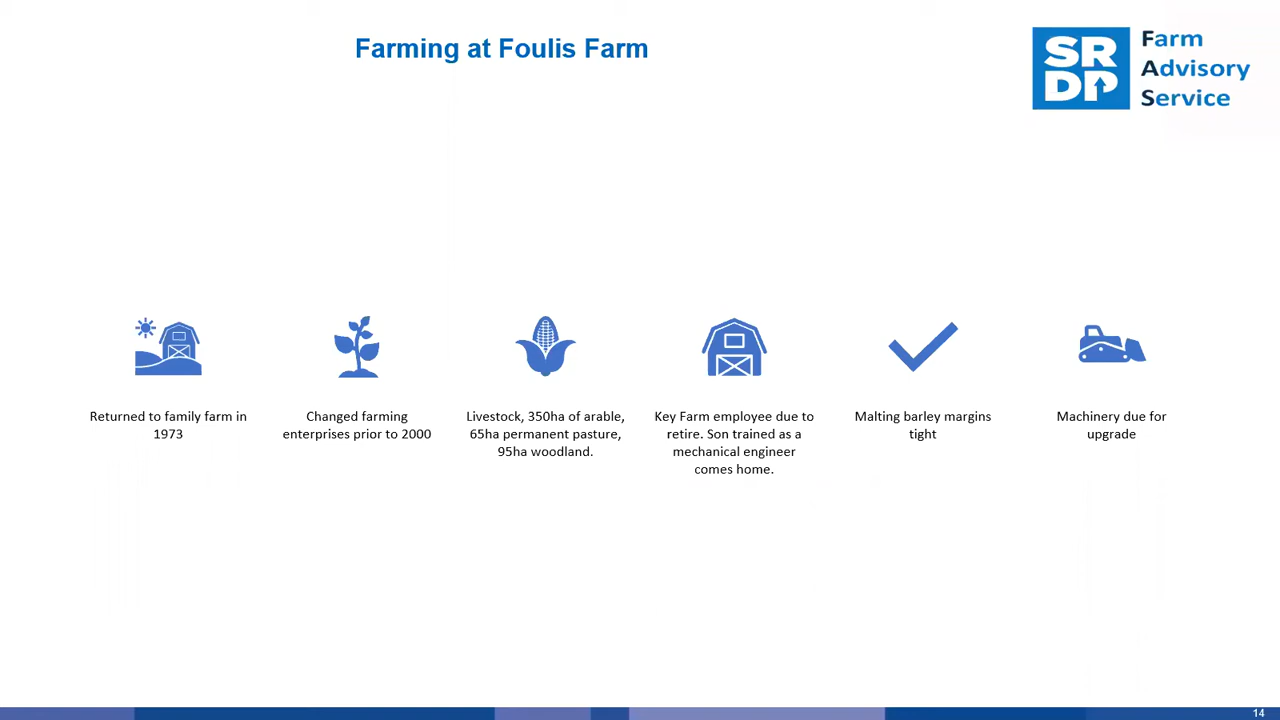 Farming at Foulis Farm
SR
DP
Farm
Advisory
Service
Returned to family farm in
1973
Changed farming
enterprises prior to 2000
Livestock, 350ha of arable,
65ha permanent pasture,
95ha woodland.
Key Farm employee due to
retire. Son trained as a
mechanical engineer
comes home.
Malting barley margins
tight
Machinery due for
upgrade
14